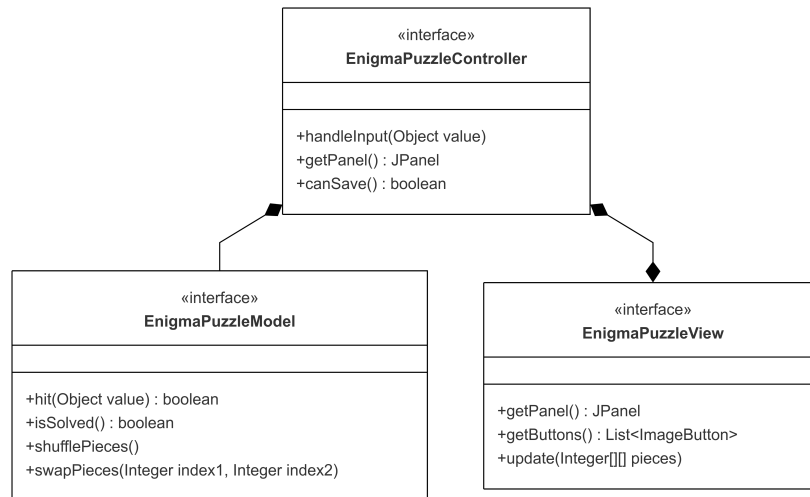 «interface»
EnigmaPuzzleController
+handleInput(Object value)
+getPanel() : JPanel
+canSave() : boolean
«interface»
EnigmaPuzzleModel
+hit(Object value) : boolean
+isSolved() : boolean
+shufflePieces()
+swapPieces(Integer index1, Integer index2)
«interface»
EnigmaPuzzleView
+getPanel() : JPanel
+getButtons() : List<ImageButton>
+update(Integer[][] pieces)